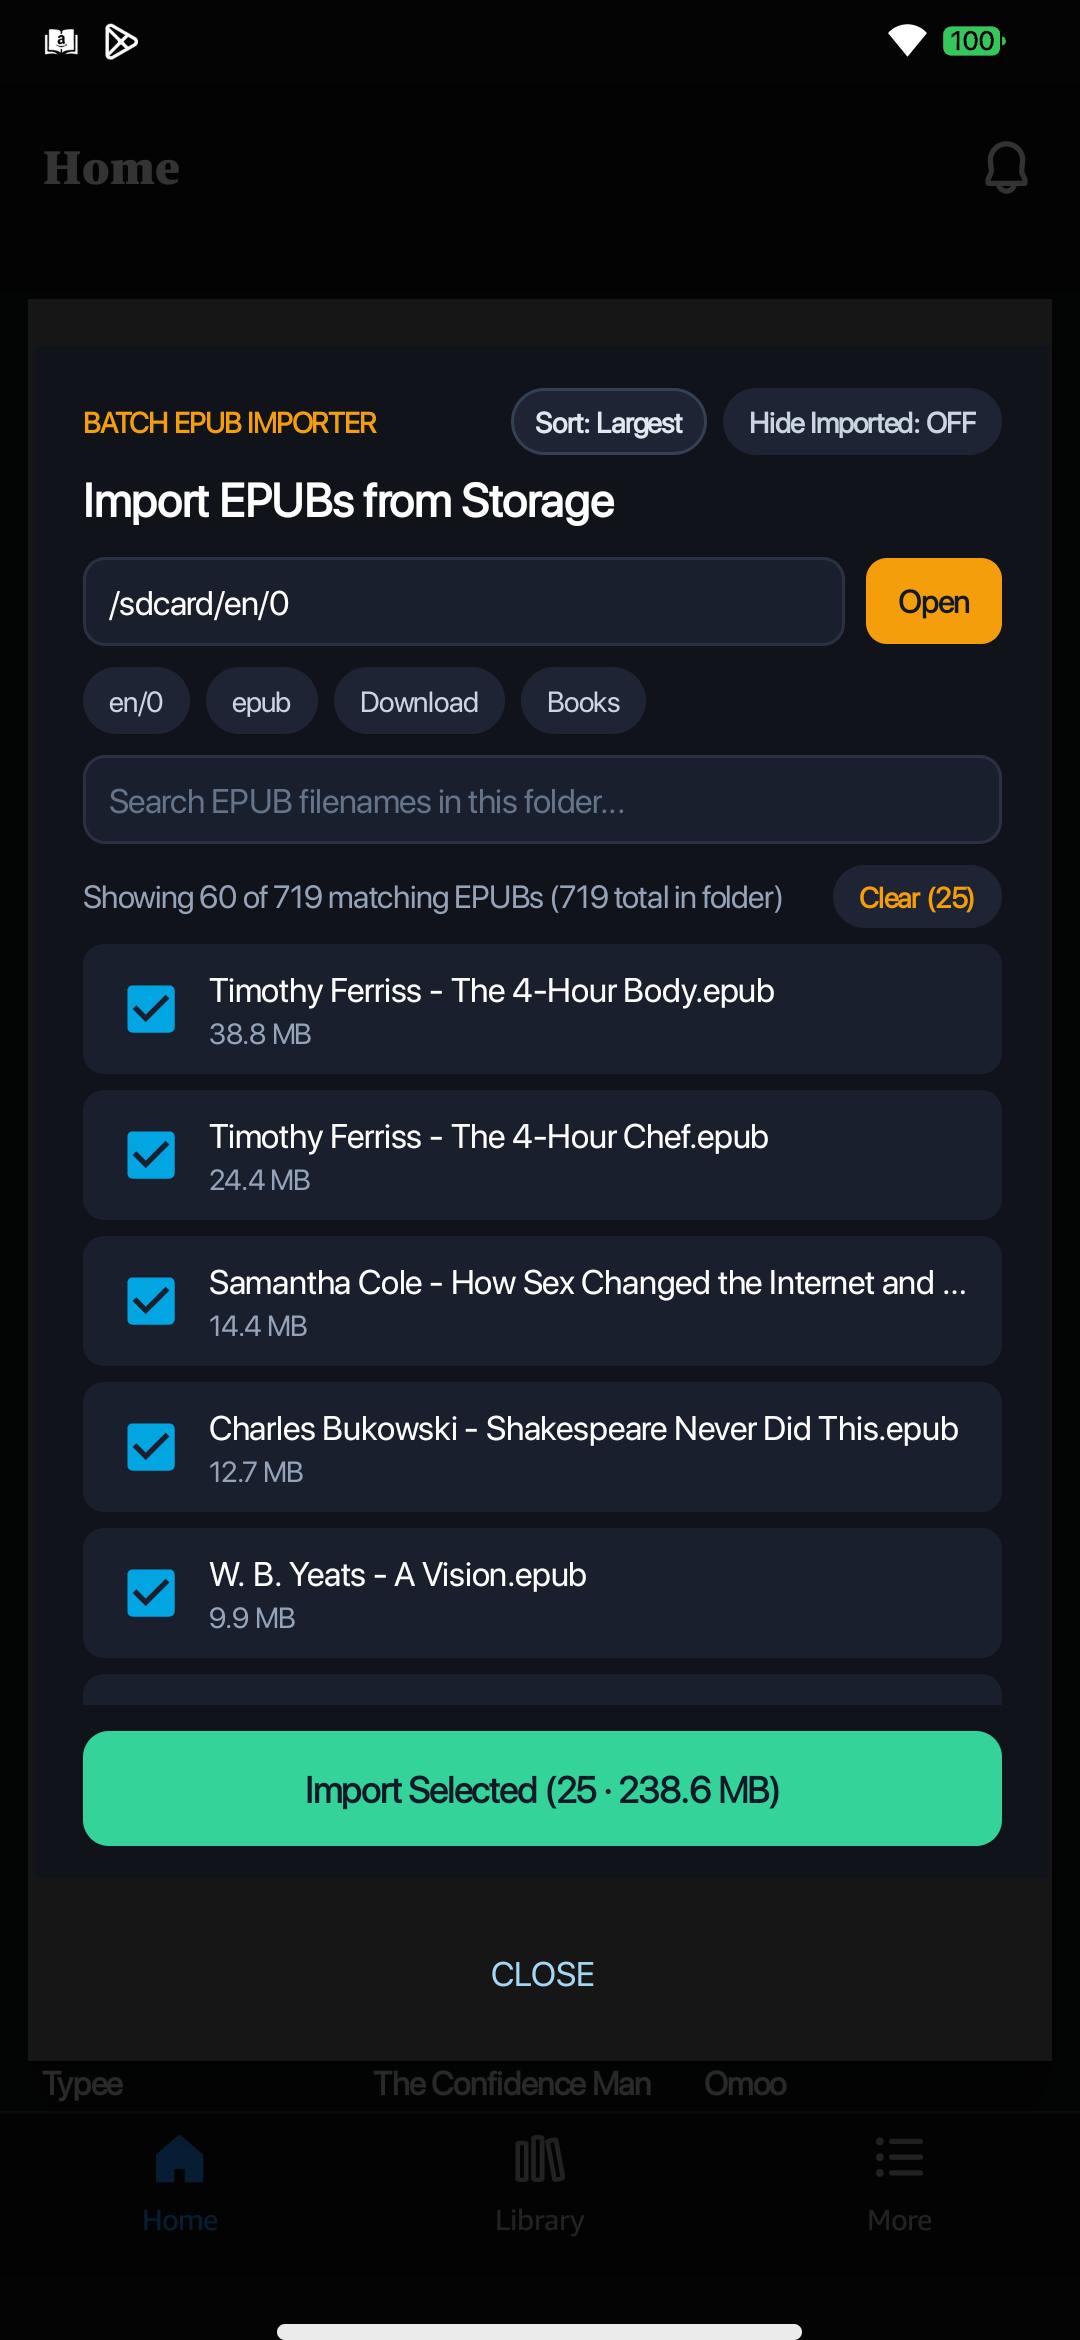 100
Home
BATCH EPUB IMPORTER
Sort: Largest
Hide Imported: OFF
Import EPUBs from Storage
/sdcard/en/0
Open
en/0
epub
Download
Books
Search EPUB filenames in this folder...
Showing 60 of 719 matching EPUBs (719 total in folder)
Clear (25)
Timothy Ferriss - The 4-Hour Body.epub
38.8 MB
Timothy Ferriss - The 4-Hour Chef.epub
24.4 MB
Samantha Cole - How Sex Changed the Internet and ...
14.4 MB
Charles Bukowski - Shakespeare Never Did This.epub
12.7 MB
W. B. Yeats - A Vision.epub
9.9 MB
Import Selected (25 · 238.6 MB)
CLOSE
Typee
The Confidence Man
Omoo
Home
Library
More